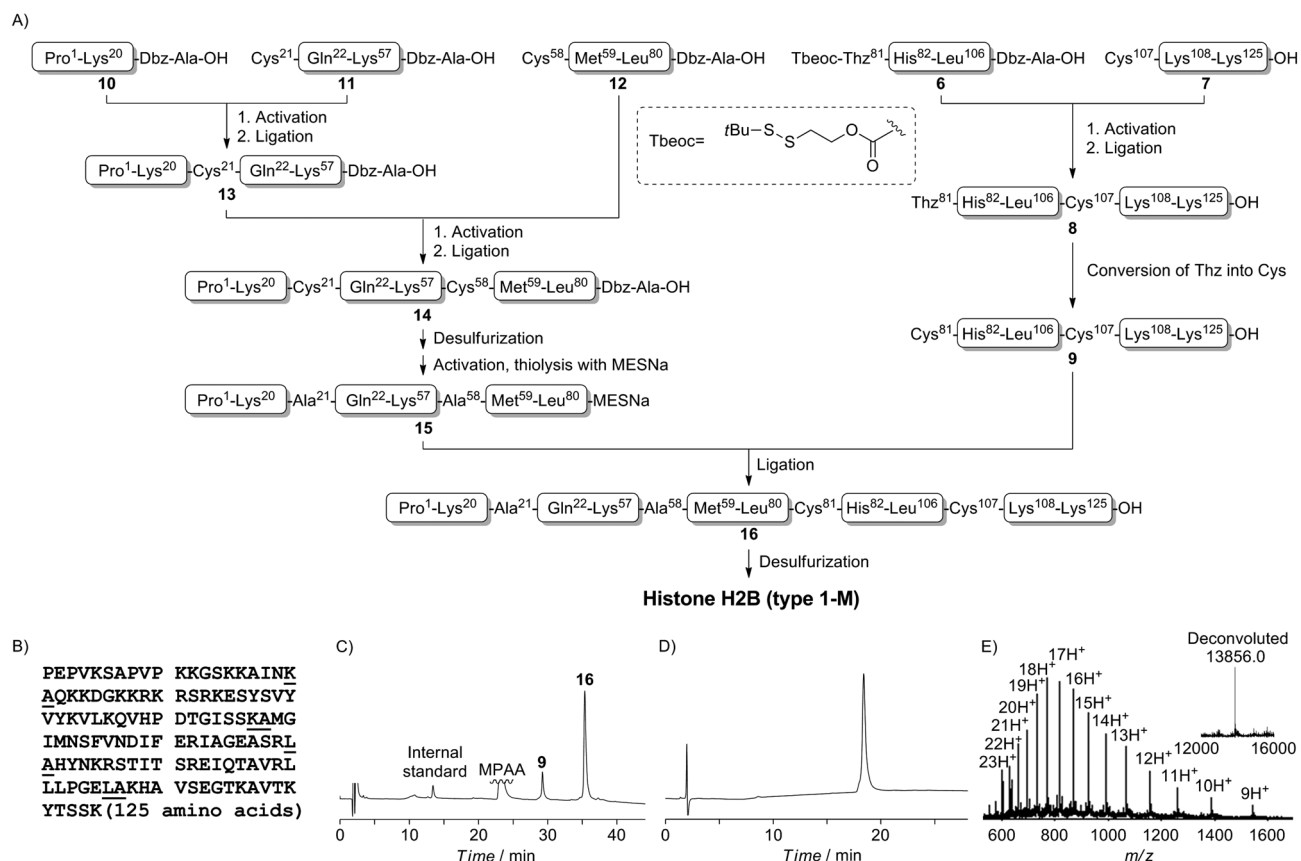 A)
Pro¹-Lys²⁰-Dbz-Ala-OH
10
Cys²¹-Gln²²-Lys⁵⁷-Dbz-Ala-OH
11
Cys⁵⁸-Met⁵⁹-Leu⁸⁰-Dbz-Ala-OH
12
Tbeoc-Thz⁸¹-His⁸²-Leu¹⁰⁶-Dbz-Ala-OH
6
Cys¹⁰⁷-Lys¹⁰⁸-Lys¹²⁵-OH
7
1. Activation
2. Ligation
Tbeoc= tBu-S-S O O
1. Activation
2. Ligation
Pro¹-Lys²⁰-Cys²¹-Gln²²-Lys⁵⁷-Dbz-Ala-OH
13
Thz⁸¹-His⁸²-Leu¹⁰⁶-Cys¹⁰⁷-Lys¹⁰⁸-Lys¹²⁵-OH
8
1. Activation
2. Ligation
Conversion of Thz into Cys
Pro¹-Lys²⁰-Cys²¹-Gln²²-Lys⁵⁷-Cys⁵⁸-Met⁵⁹-Leu⁸⁰-Dbz-Ala-OH
14
Cys⁸¹-His⁸²-Leu¹⁰⁶-Cys¹⁰⁷-Lys¹⁰⁸-Lys¹²⁵-OH
9
Desulfurization
Activation, thiolysis with MESNa
Pro¹-Lys²⁰-Ala²¹-Gln²²-Lys⁵⁷-Ala⁵⁸-Met⁵⁹-Leu⁸⁰-MESNa
15
Ligation
Pro¹-Lys²⁰-Ala²¹-Gln²²-Lys⁵⁷-Ala⁵⁸-Met⁵⁹-Leu⁸⁰-Cys⁸¹-His⁸²-Leu¹⁰⁶-Cys¹⁰⁷-Lys¹⁰⁸-Lys¹²⁵-OH
16
Desulfurization
Histone H2B (type 1-M)
B)
PEPVKSAPVP KKGSKKAINK
AQKKDGKKRK RSRKESYSVY
VYKVLKQVHP DTGISSKAMG
IMNSFVNDIF ERIAGEASRL
AHYNKRSTIT SREIQTAVRL
LLPGELAKHA VSEGTKAVTK
YTSSK(125 amino acids)
C)
16
Internal
standard
MPAA
9
0 10 20 30 40
Time / min
D)
0 20
Time / min
E)
Deconvoluted
13856.0
12000 16000
17H⁺
18H⁺
16H⁺
19H⁺
15H⁺
20H⁺
14H⁺
21H⁺
13H⁺
22H⁺
12H⁺
23H⁺
11H⁺
10H⁺
9H⁺
600 800 1000 1200 1400 1600
m/z